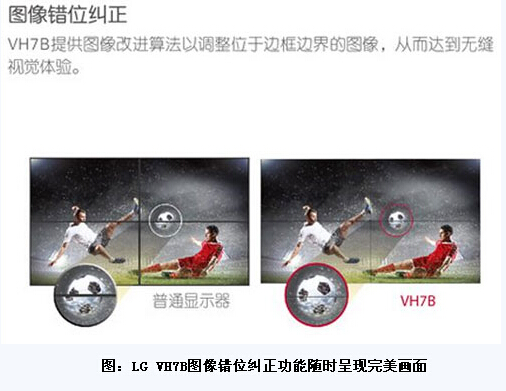 图像错位纠正
VH7B提供图像改进算法以调整位于边框边界的图像，从而达到无缝
视觉体验。
普通显示器
VH7B
图：LG VH7B图像错位纠正功能随时呈现完美画面